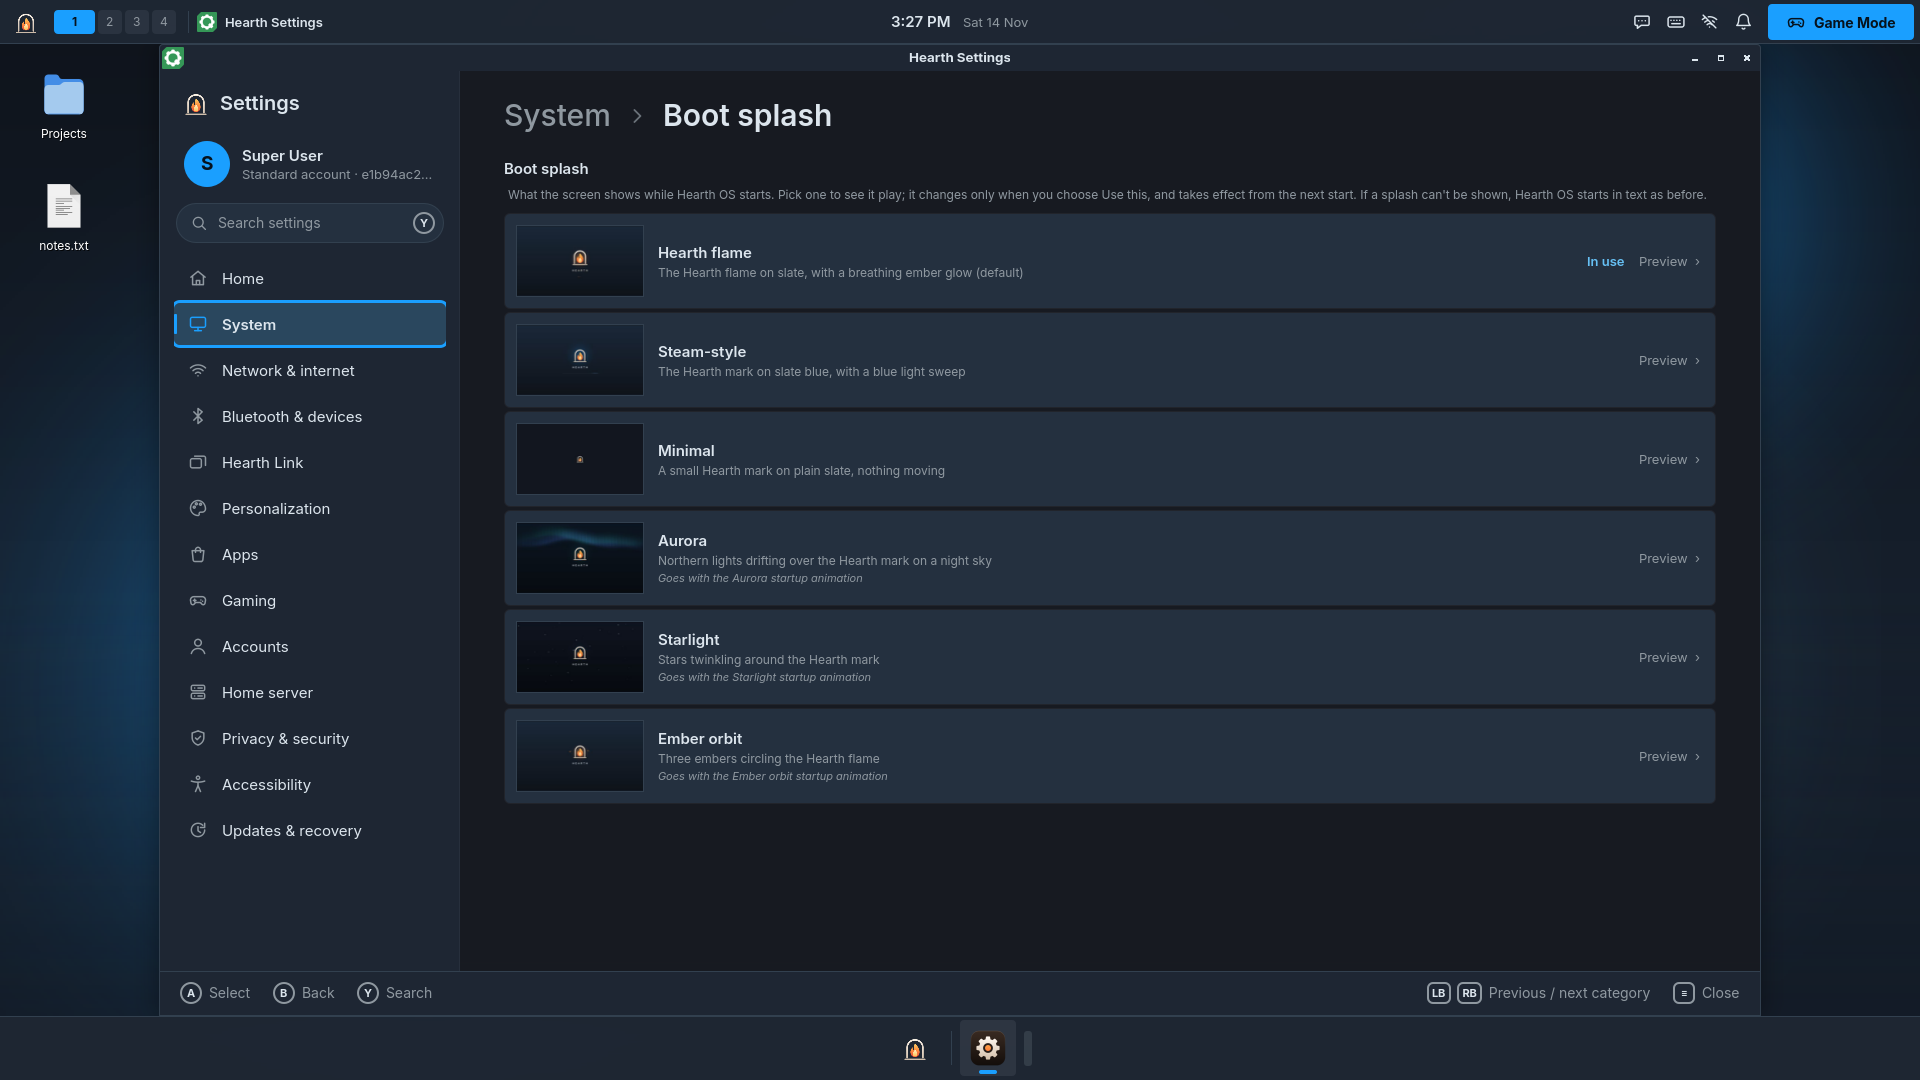 1 2 3 4 Hearth Settings 3:27 PM Sat 14 Nov Game Mode
Hearth Settings
Projects
notes.txt
Settings
S
Super User
Standard account · e1b94ac2...
Search settings Y
Home
System
Network & internet
Bluetooth & devices
Hearth Link
Personalization
Apps
Gaming
Accounts
Home server
Privacy & security
Accessibility
Updates & recovery
System > Boot splash
Boot splash
What the screen shows while Hearth OS starts. Pick one to see it play; it changes only when you choose Use this, and takes effect from the next start. If a splash can't be shown, Hearth OS starts in text as before.
Hearth flame
The Hearth flame on slate, with a breathing ember glow (default)
In use Preview ›
Steam-style
The Hearth mark on slate blue, with a blue light sweep
Preview ›
Minimal
A small Hearth mark on plain slate, nothing moving
Preview ›
Aurora
Northern lights drifting over the Hearth mark on a night sky
Goes with the Aurora startup animation
Preview ›
Starlight
Stars twinkling around the Hearth mark
Goes with the Starlight startup animation
Preview ›
Ember orbit
Three embers circling the Hearth flame
Goes with the Ember orbit startup animation
Preview ›
A Select B Back Y Search LB RB Previous / next category ≡ Close